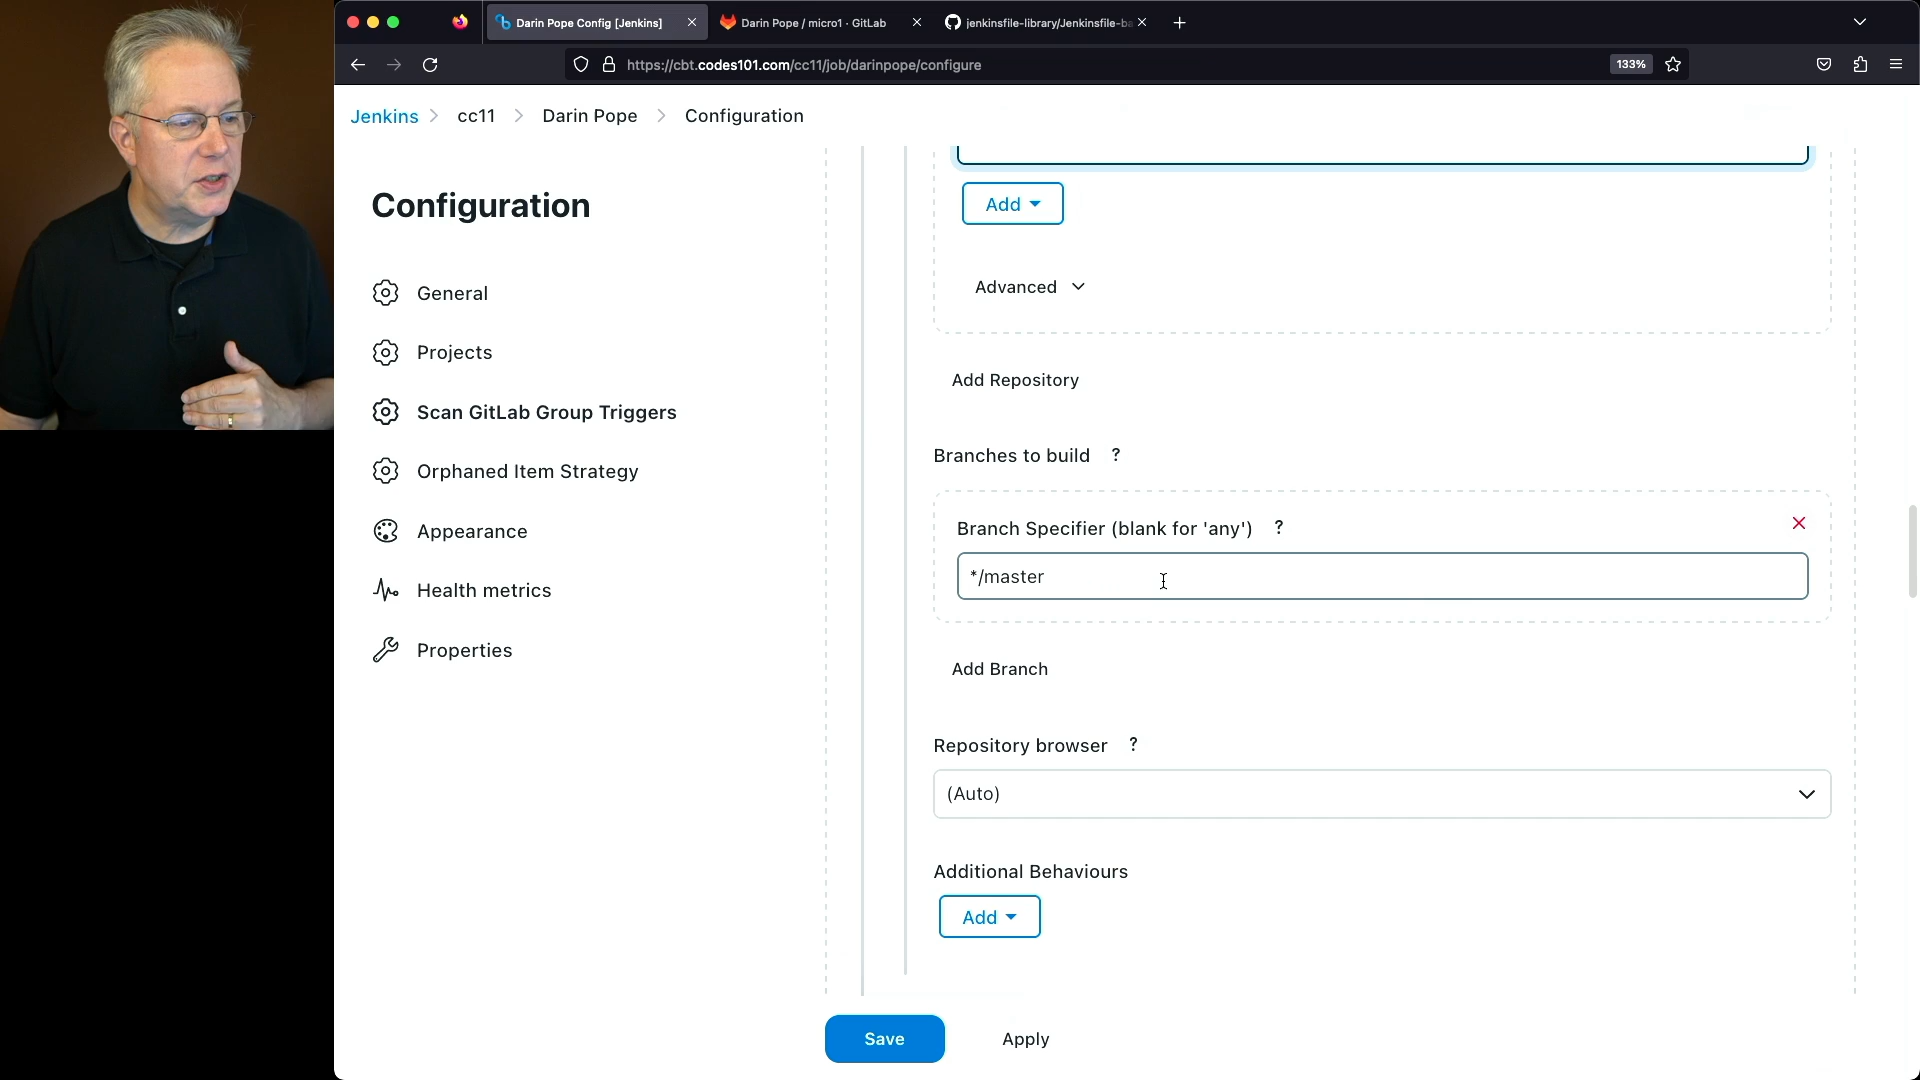 Darin Pope Config [Jenkins]
Darin Pope / micro1 · GitLab
jenkinsfile-library/Jenkinsfile-ba
https://cbt.codes101.com/cc11/job/darinpope/configure
133%
Jenkins > cc11 > Darin Pope > Configuration
Configuration
General
Projects
Scan GitLab Group Triggers
Orphaned Item Strategy
Appearance
Health metrics
Properties
Add
Advanced
Add Repository
Branches to build ?
Branch Specifier (blank for 'any') ?
*/master
Add Branch
Repository browser ?
(Auto)
Additional Behaviours
Add
Save
Apply